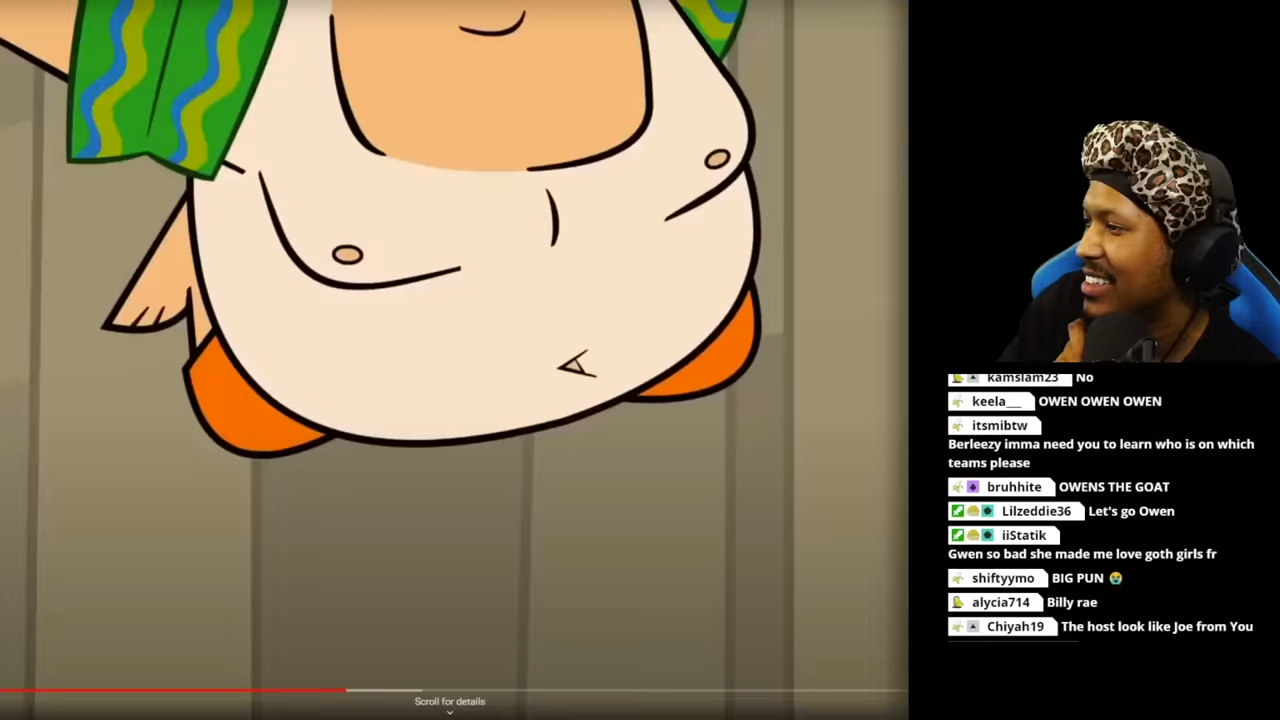 kamslam23 No
keela__ OWEN OWEN OWEN
itsmibtw
Berleezy imma need you to learn who is on which
teams please
bruhhite OWENS THE GOAT
Lilzeddie36 Let's go Owen
iiStatik
Gwen so bad she made me love goth girls fr
shiftyymo BIG PUN 😭
alycia714 Billy rae
Chiyah19 The host look like Joe from You
Scroll for details